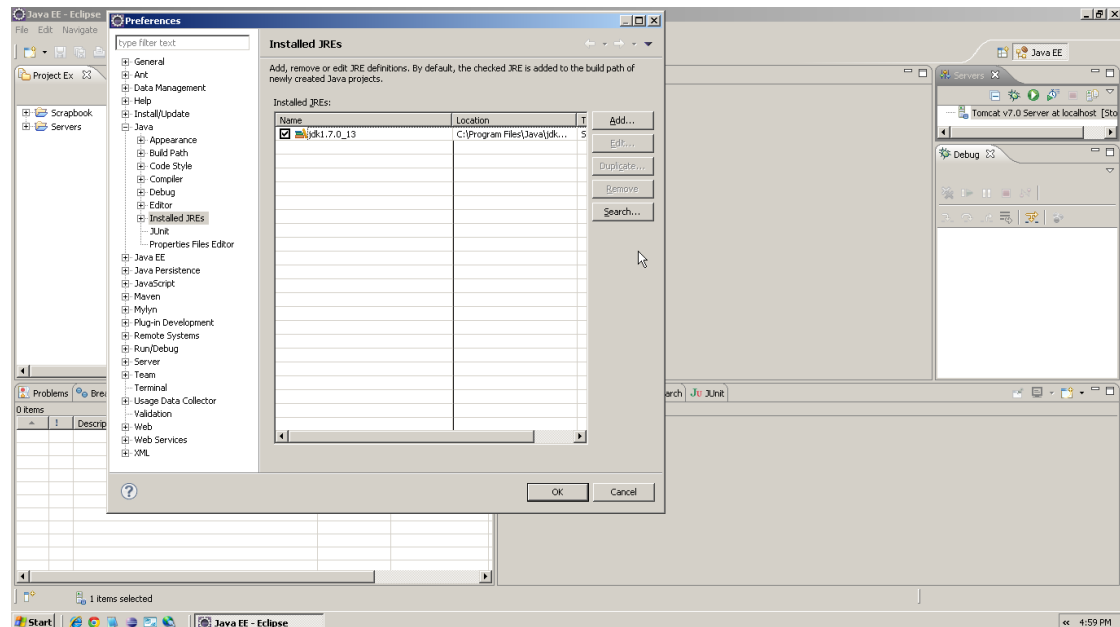 Java EE - Eclipse
File Edit Navigate
Project Ex
Scrapbook
Servers
Preferences
type filter text
General
Ant
Data Management
Help
Install/Update
Java
Appearance
Build Path
Code Style
Compiler
Debug
Editor
Installed JREs
JUnit
Properties Files Editor
Java EE
Java Persistence
JavaScript
Maven
Mylyn
Plug-in Development
Remote Systems
Run/Debug
Server
Team
Terminal
Usage Data Collector
Validation
Web
Web Services
XML
Installed JREs
Add, remove or edit JRE definitions. By default, the checked JRE is added to the build path of
newly created Java projects.
Installed JREs:
Name Location T
jdk1.7.0_13 C:\Program Files\Java\jdk... S
Add...
Edit...
Duplicate...
Remove
Search...
OK Cancel
Java EE
Servers
Tomcat v7.0 Server at localhost [Sto
Debug
Problems Brea
arch Ju JUnit
0 items
! Descrip
1 items selected
Start Java EE - Eclipse 4:59 PM